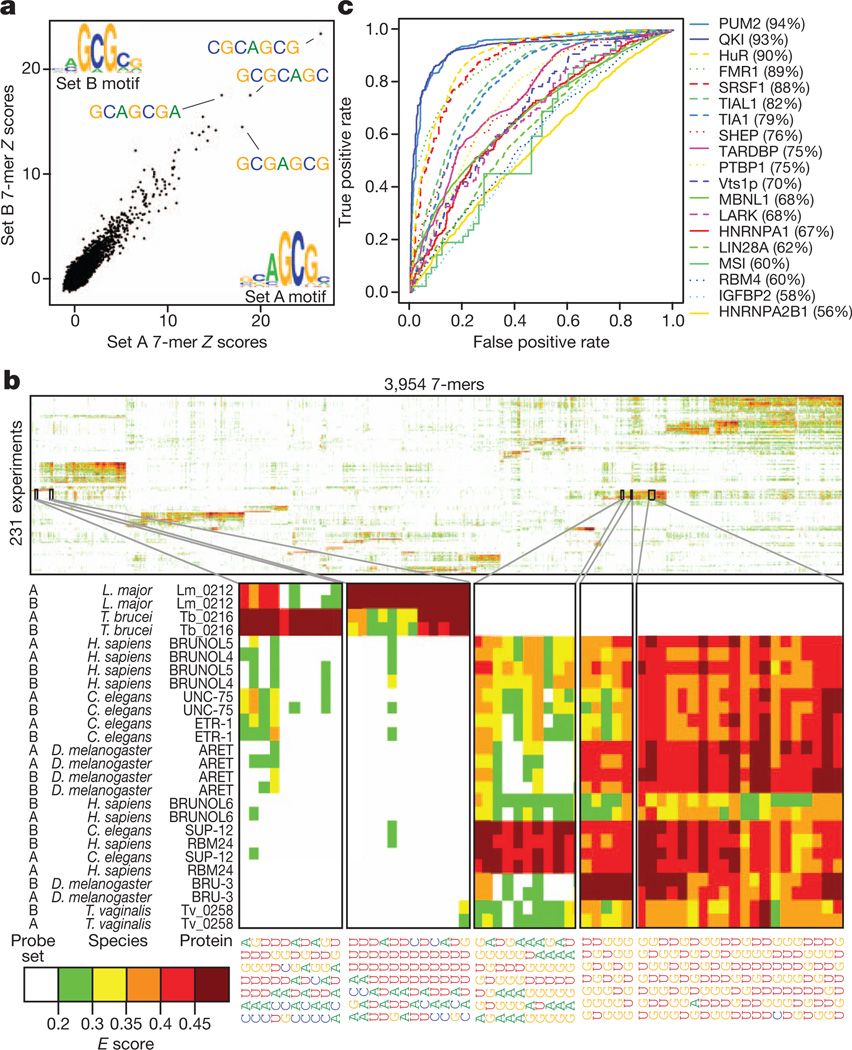 a
GCGCG
Set B motif
CGCAGCG
GCGCAGC
GCAGCGA
GCGAGCG
AGCG
Set A motif
Set B 7-mer Z scores
20
10
0
0
10
20
Set A 7-mer Z scores
c
True positive rate
1.0
0.8
0.6
0.4
0.2
0.0
0.0
0.2
0.4
0.6
0.8
1.0
False positive rate
PUM2 (94%)
QKI (93%)
HuR (90%)
FMR1 (89%)
SRSF1 (88%)
TIAL1 (82%)
TIA1 (79%)
SHEP (76%)
TARDBP (75%)
PTBP1 (75%)
Vts1p (70%)
MBNL1 (68%)
LARK (68%)
HNRNPA1 (67%)
LIN28A (62%)
MSI (60%)
RBM4 (60%)
IGFBP2 (58%)
HNRNPA2B1 (56%)
b
3,954 7-mers
231 experiments
A L. major Lm_0212
B L. major Lm_0212
A T. brucei Tb_0216
B T. brucei Tb_0216
A H. sapiens BRUNOL5
A H. sapiens BRUNOL4
B H. sapiens BRUNOL5
B H. sapiens BRUNOL4
A C. elegans UNC-75
B C. elegans UNC-75
A C. elegans ETR-1
B C. elegans ETR-1
A D. melanogaster ARET
A D. melanogaster ARET
B D. melanogaster ARET
B D. melanogaster ARET
B H. sapiens BRUNOL6
A H. sapiens BRUNOL6
B C. elegans SUP-12
B H. sapiens RBM24
A C. elegans SUP-12
A H. sapiens RBM24
B D. melanogaster BRU-3
A D. melanogaster BRU-3
B T. vaginalis Tv_0258
A T. vaginalis Tv_0258
Probe set
Species
Protein
0.2
0.3
0.35
0.4
0.45
E score